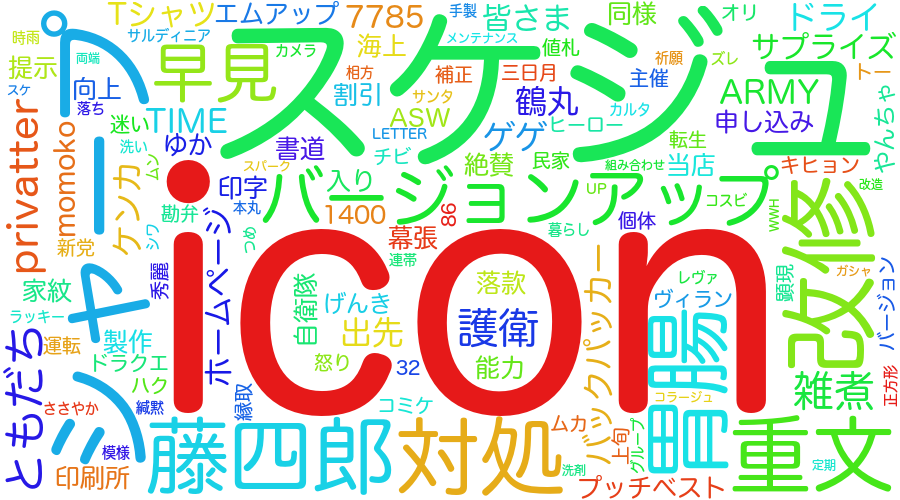 時雨
Tシャツ
エムアップ
7785
手製
皆さま
同様
オリ
ドライ
両端
サルディニア
カメラ
海上
メンテナンス
値札
サプライズ
提示
スケ
向上
早見
スケジュ
相方
補正
三日月
祈願
ズレ
主催
トー
落ち
割引
サンタ
鶴丸
ARMY
TIME
ASW
カルタ
申し込み
やんちゃ
迷い
洗い
ゆか
書道
LETTER
ゲゲ
ヒーロー
転生
privatter
momomoko
シャープ
ケンカ
ムン
スパーク
チビ
絶賛
民家
組み合わせ
当店
キヒョン
印字
入り
バージョンアップ
UP
コスビ
改造
勘弁
本丸
1400
86
個体
WWH
改修
新党
シワ
つめ
幕張
連帯
暮らし
家紋
秀麗
ホームページ
icon
自衛隊
げんき
落款
バックパッカー
レヴァ
顕現
ガシャ
ヴィラン
バージョン
ラッキー
運転
製作
出先
護衛
胃腸
ともだち
ドラクエ
ハク
怒り
32
能力
正方形
ささやか
緘黙
縁取
コミケ
コラージュ
雑煮
模様
印刷所
藤四郎
対処
ムカ
上旬
グループ
洗剤
プッチベスト
重文
定期